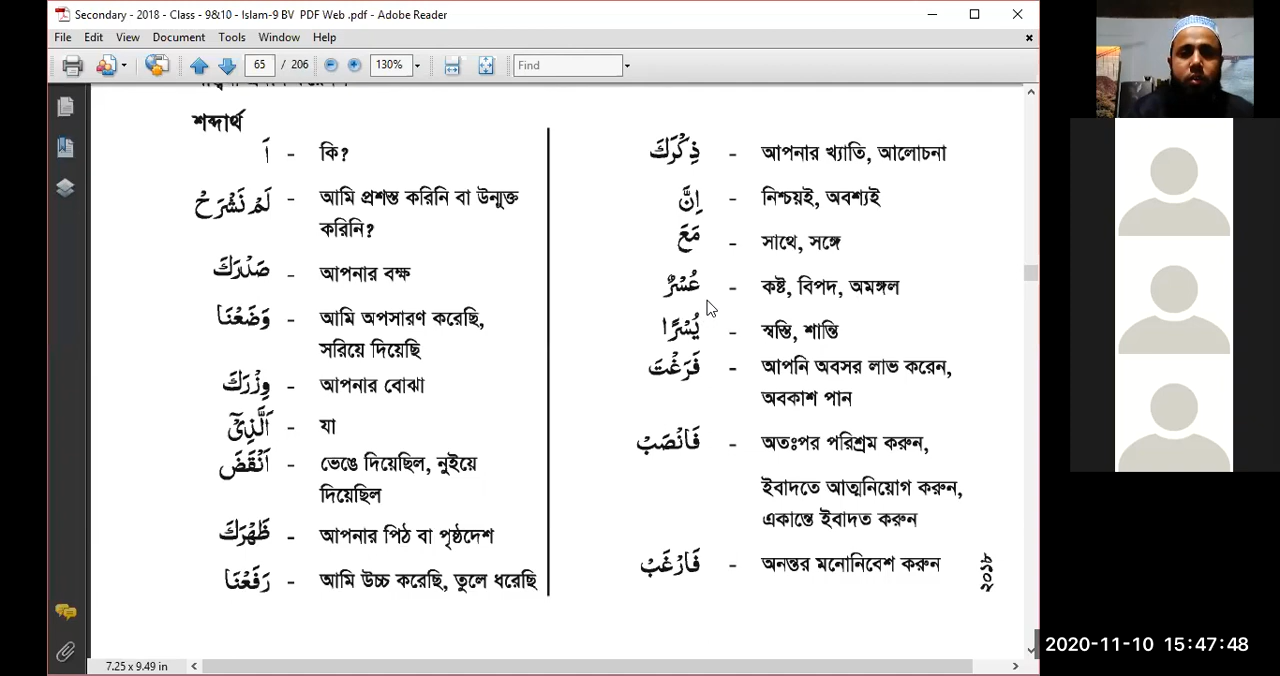 Secondary - 2018 - Class - 9&10 - Islam-9 BV PDF Web .pdf - Adobe Reader
File Edit View Document Tools Window Help
65 / 206 130% Find
শব্দার্থ
اَ - কি?
لَمْ نَشْرَحْ - আমি প্রশস্ত করিনি বা উন্মুক্ত
করিনি?
صَدْرَكَ - আপনার বক্ষ
وَضَعْنَا - আমি অপসারণ করেছি,
সরিয়ে দিয়েছি
وِزْرَكَ - আপনার বোঝা
اَلَّذِىْٓ - যা
اَنْقَضَ - ভেঙে দিয়েছিল, নুইয়ে
দিয়েছিল
ظَهْرَكَ - আপনার পিঠ বা পৃষ্ঠদেশ
رَفَعْنَا - আমি উচ্চ করেছি, তুলে ধরেছি
ذِكْرَكَ - আপনার খ্যাতি, আলোচনা
اِنَّ - নিশ্চয়ই, অবশ্যই
مَعَ - সাথে, সঙ্গে
عُسْرٌ - কষ্ট, বিপদ, অমঙ্গল
يُسْرًا - স্বস্তি, শান্তি
فَرَغْتَ - আপনি অবসর লাভ করেন,
অবকাশ পান
فَانْصَبْ - অতঃপর পরিশ্রম করুন,
ইবাদতে আত্মনিয়োগ করুন,
একান্তে ইবাদত করুন
فَارْغَبْ - অনন্তর মনোনিবেশ করুন
২০১৮
7.25 x 9.49 in
2020-11-10 15:47:48